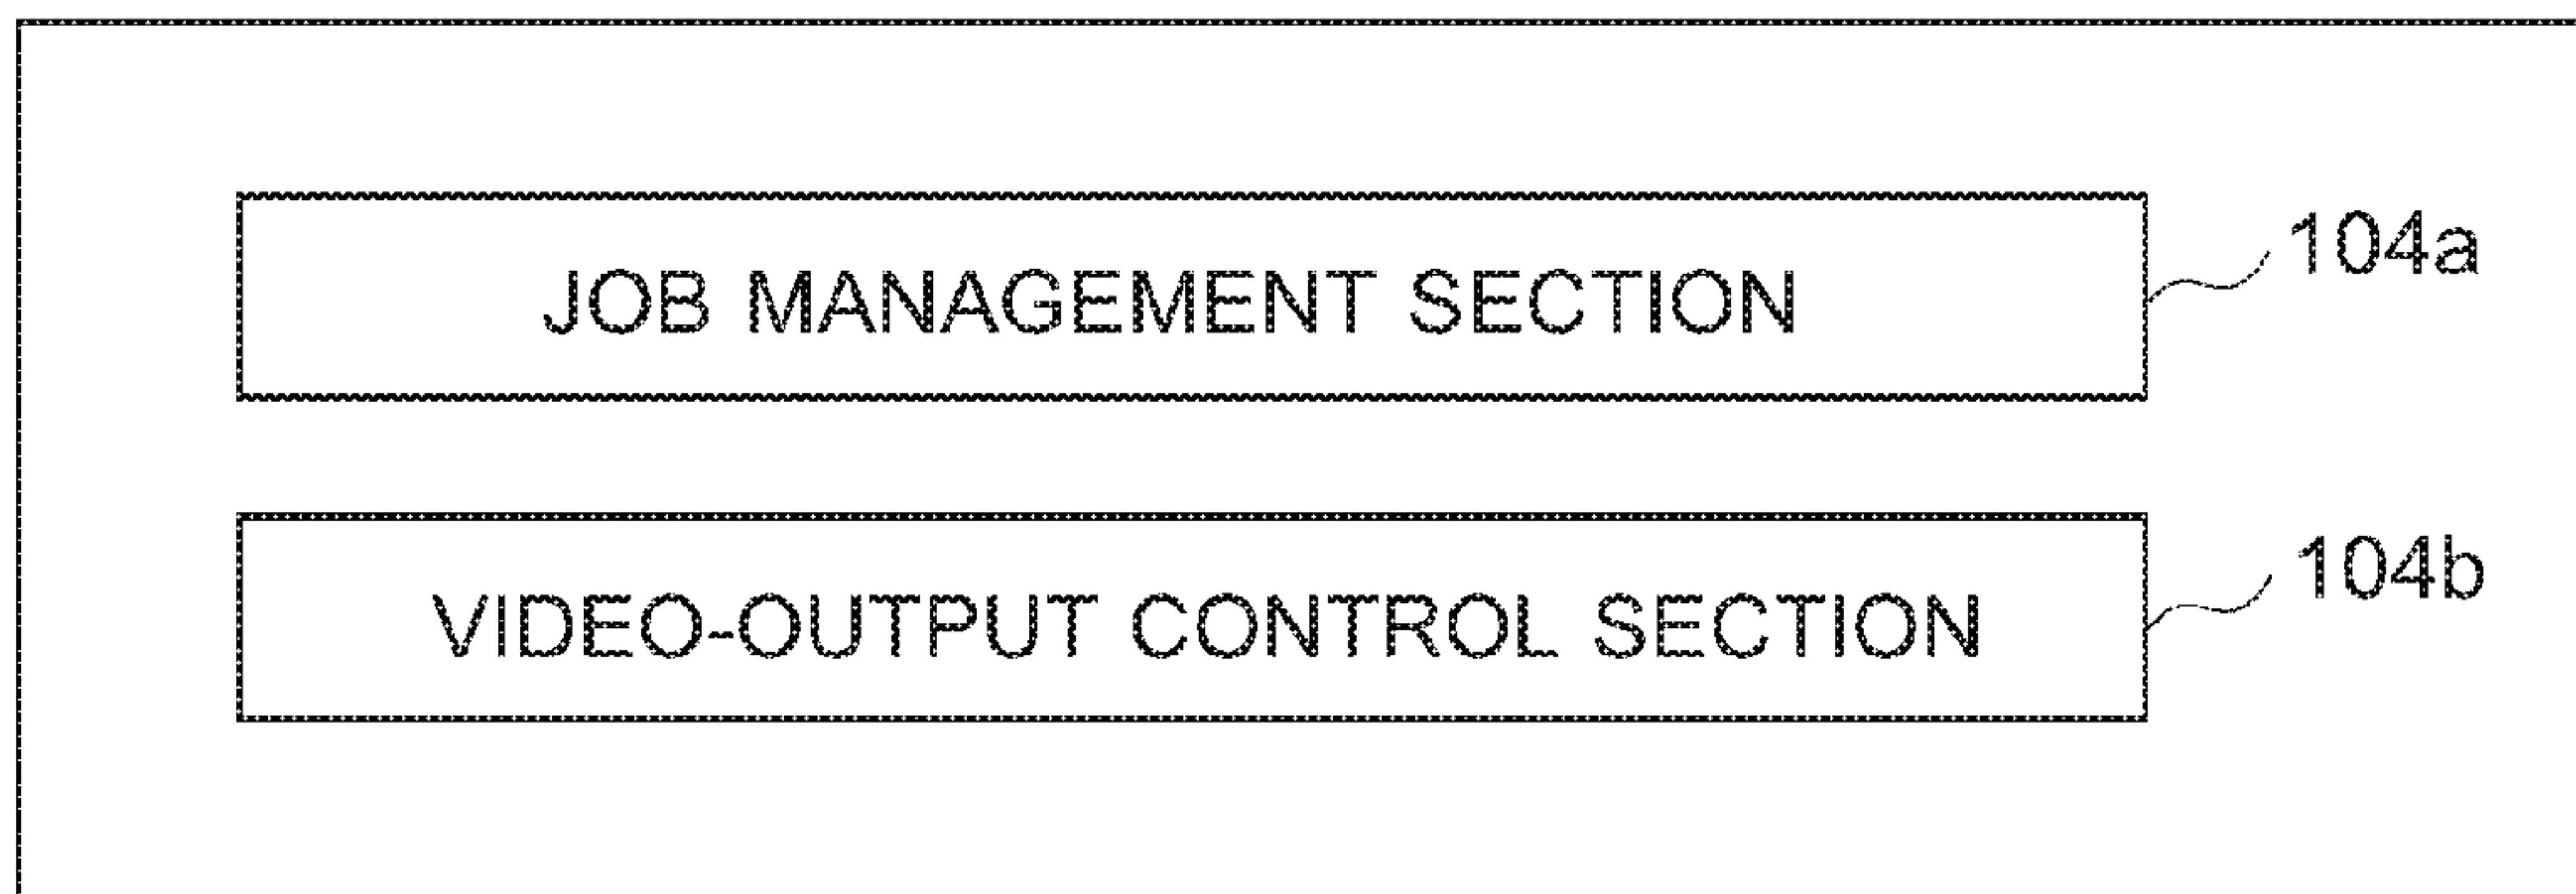 JOB MANAGEMENT SECTION
104a
VIDEO-OUTPUT CONTROL SECTION
104b